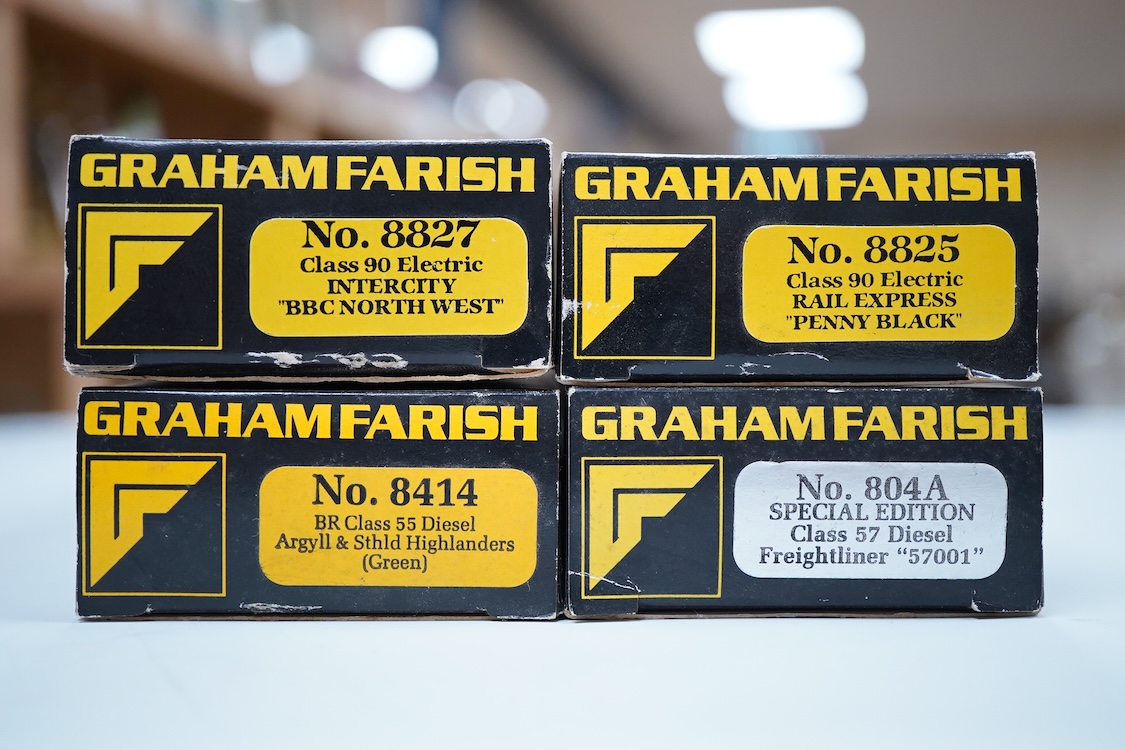 GRAHAM FARISH
No. 8827
Class 90 Electric
INTERCITY
"BBC NORTH WEST"
GRAHAM FARISH
No. 8825
Class 90 Electric
RAIL EXPRESS
"PENNY BLACK"
GRAHAM FARISH
No. 8414
BR Class 55 Diesel
Argyll & Sthld Highlanders
(Green)
GRAHAM FARISH
No. 804A
SPECIAL EDITION
Class 57 Diesel
Freightliner “57001”